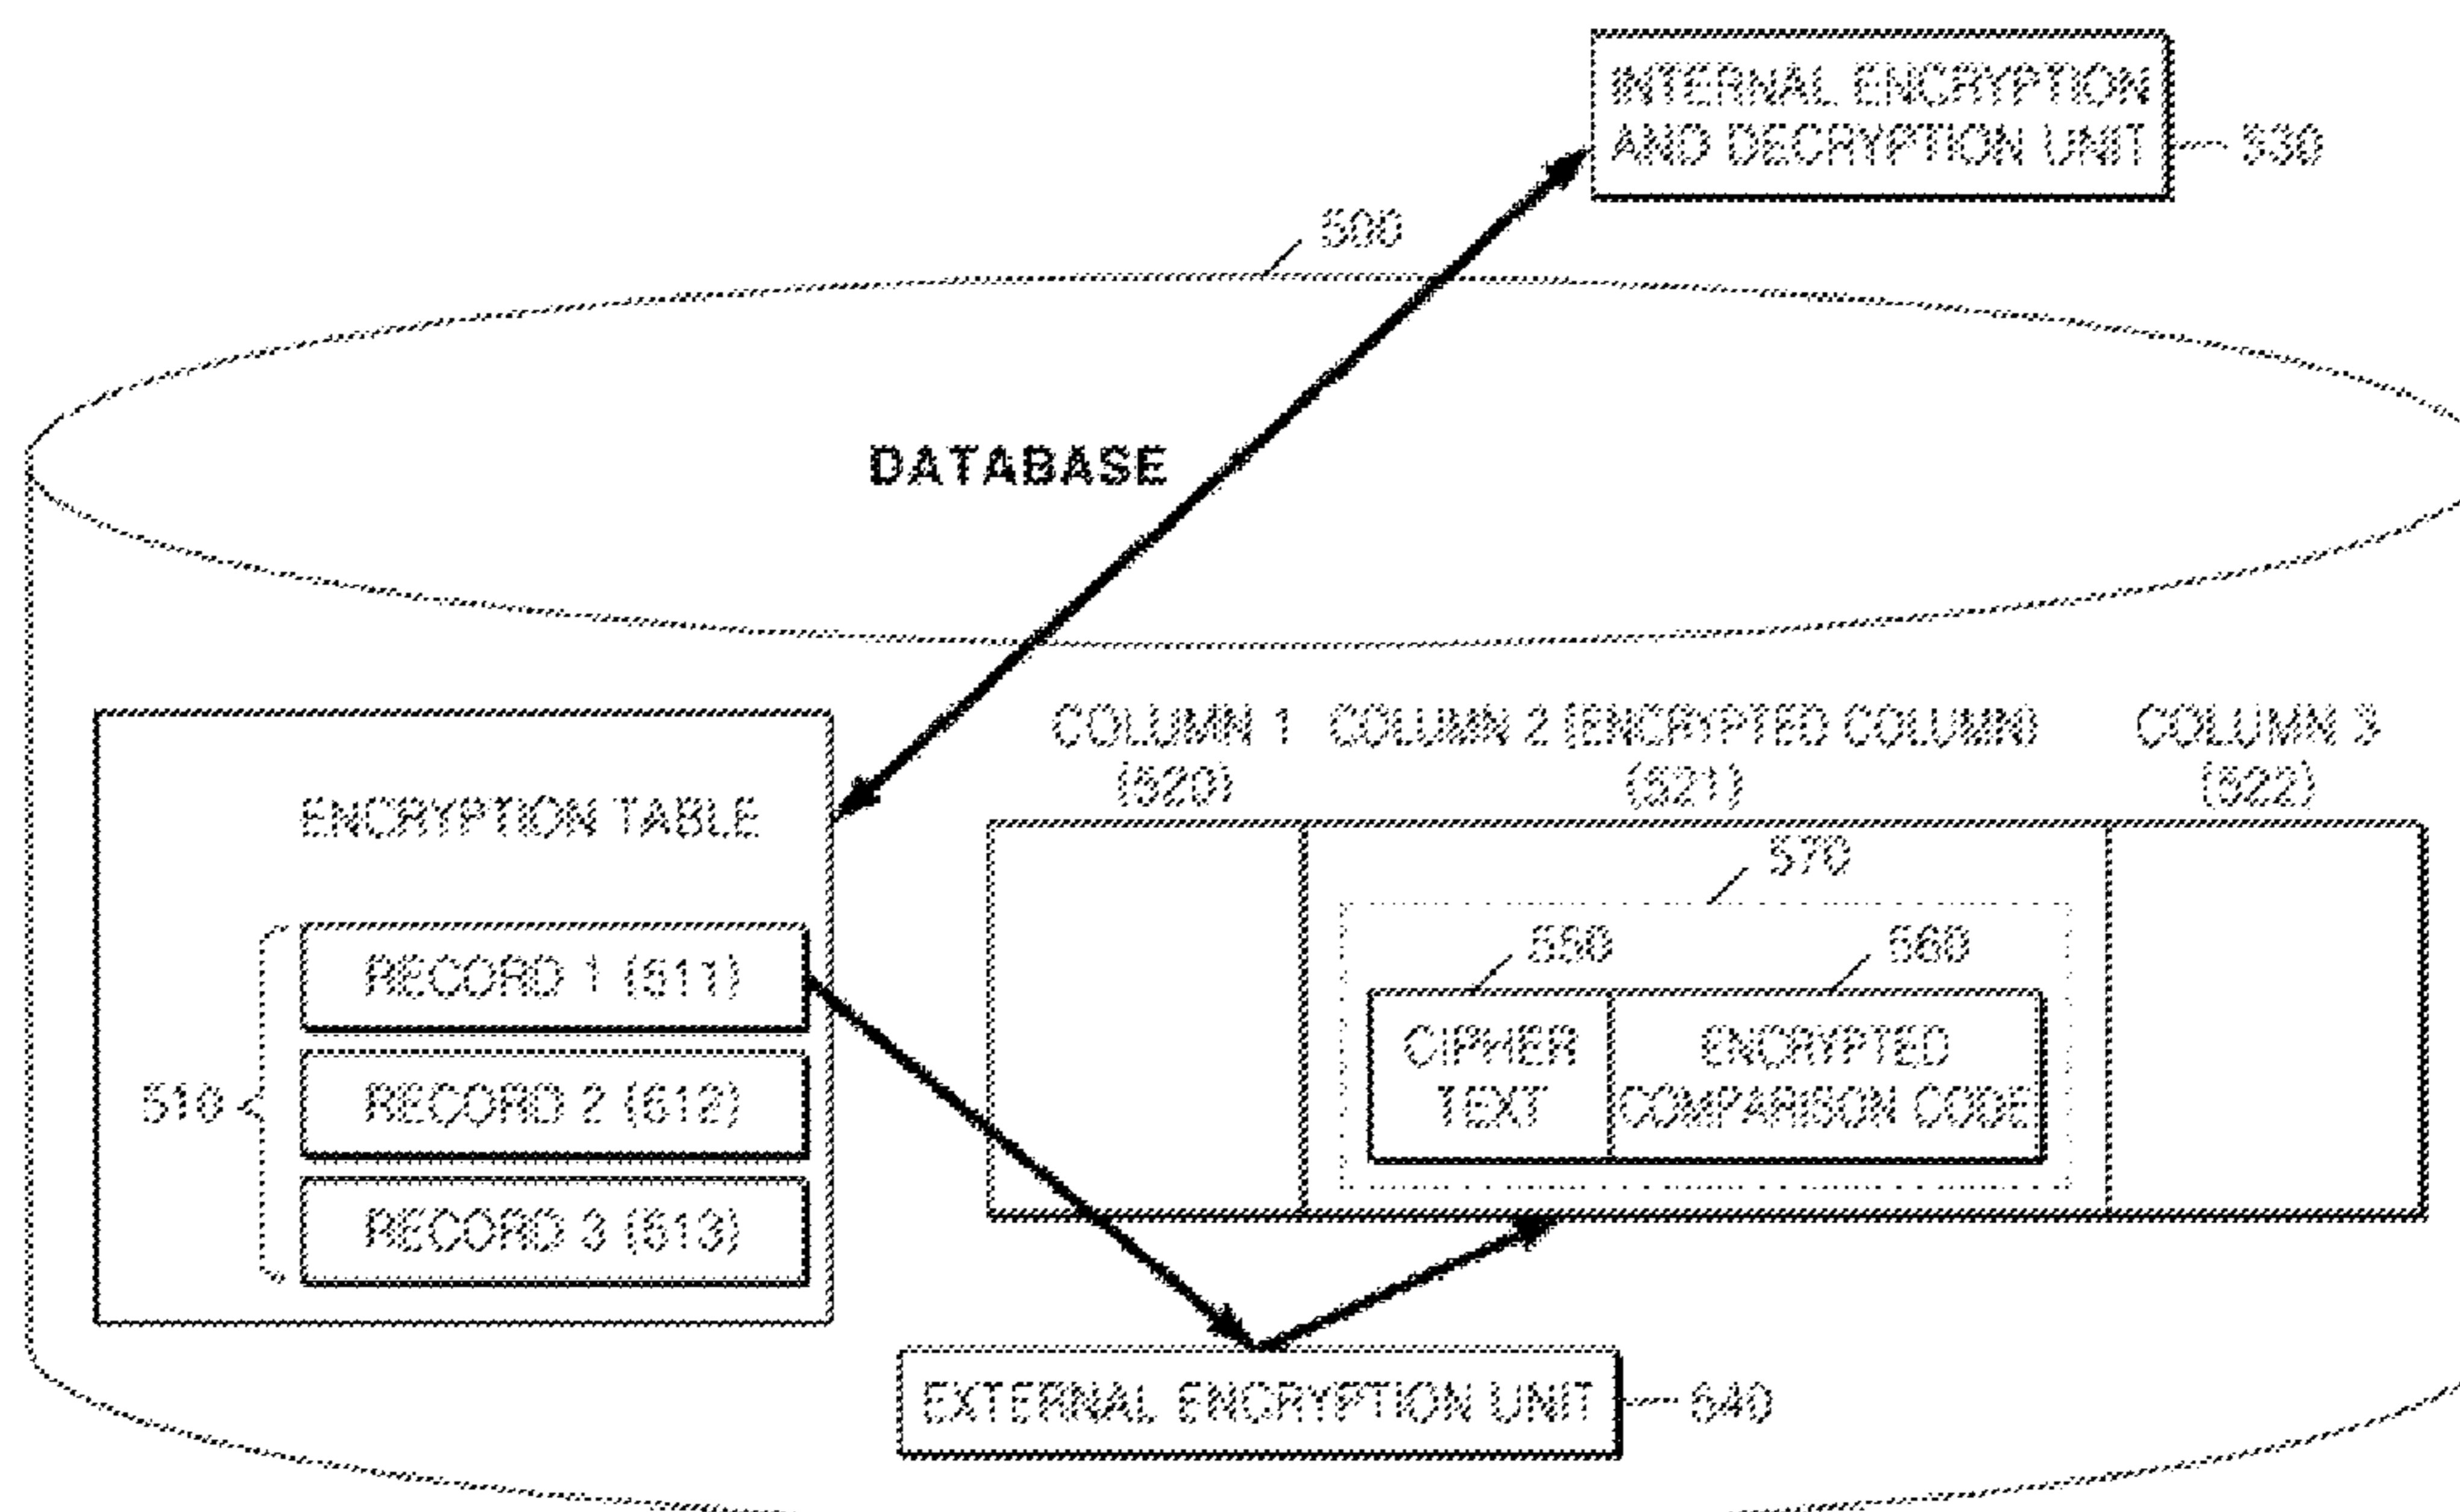 INTERNAL ENCRYPTION
AND DECRYPTION UNIT
530
500
DATABASE
COLUMN 1
COLUMN 2 (ENCRYPTED COLUMN)
COLUMN 3
(520)
(521)
(522)
ENCRYPTION TABLE
570
550
560
RECORD 1 (511)
CIPHER
TEXT
ENCRYPTED
COMPARISON CODE
510
RECORD 2 (512)
RECORD 3 (513)
EXTERNAL ENCRYPTION UNIT
540